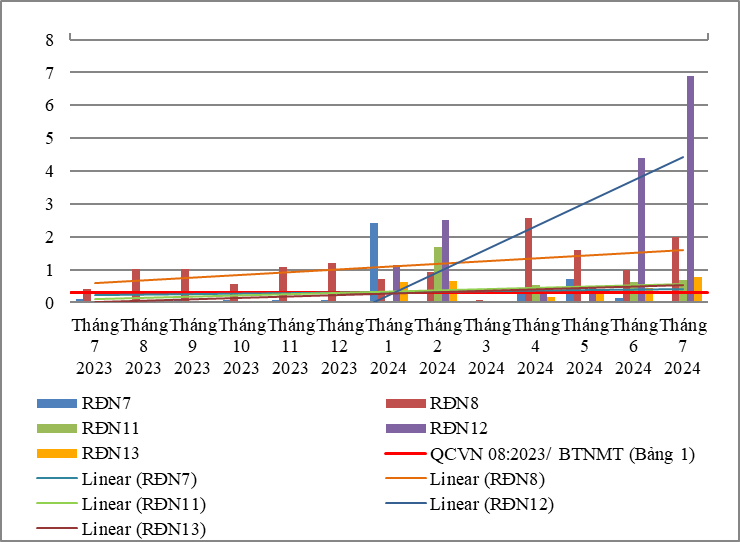 8
7
6
5
4
3
2
1
0
Tháng Tháng Tháng Tháng Tháng Tháng Tháng Tháng Tháng Tháng Tháng Tháng Tháng
7 8 9 10 11 12 1 2 3 4 5 6 7
2023 2023 2023 2023 2023 2023 2024 2024 2024 2024 2024 2024 2024
RĐN7 RĐN8
RĐN11 RĐN12
RĐN13 QCVN 08:2023/ BTNMT (Bảng 1)
Linear (RĐN7) Linear (RĐN8)
Linear (RĐN11) Linear (RĐN12)
Linear (RĐN13)